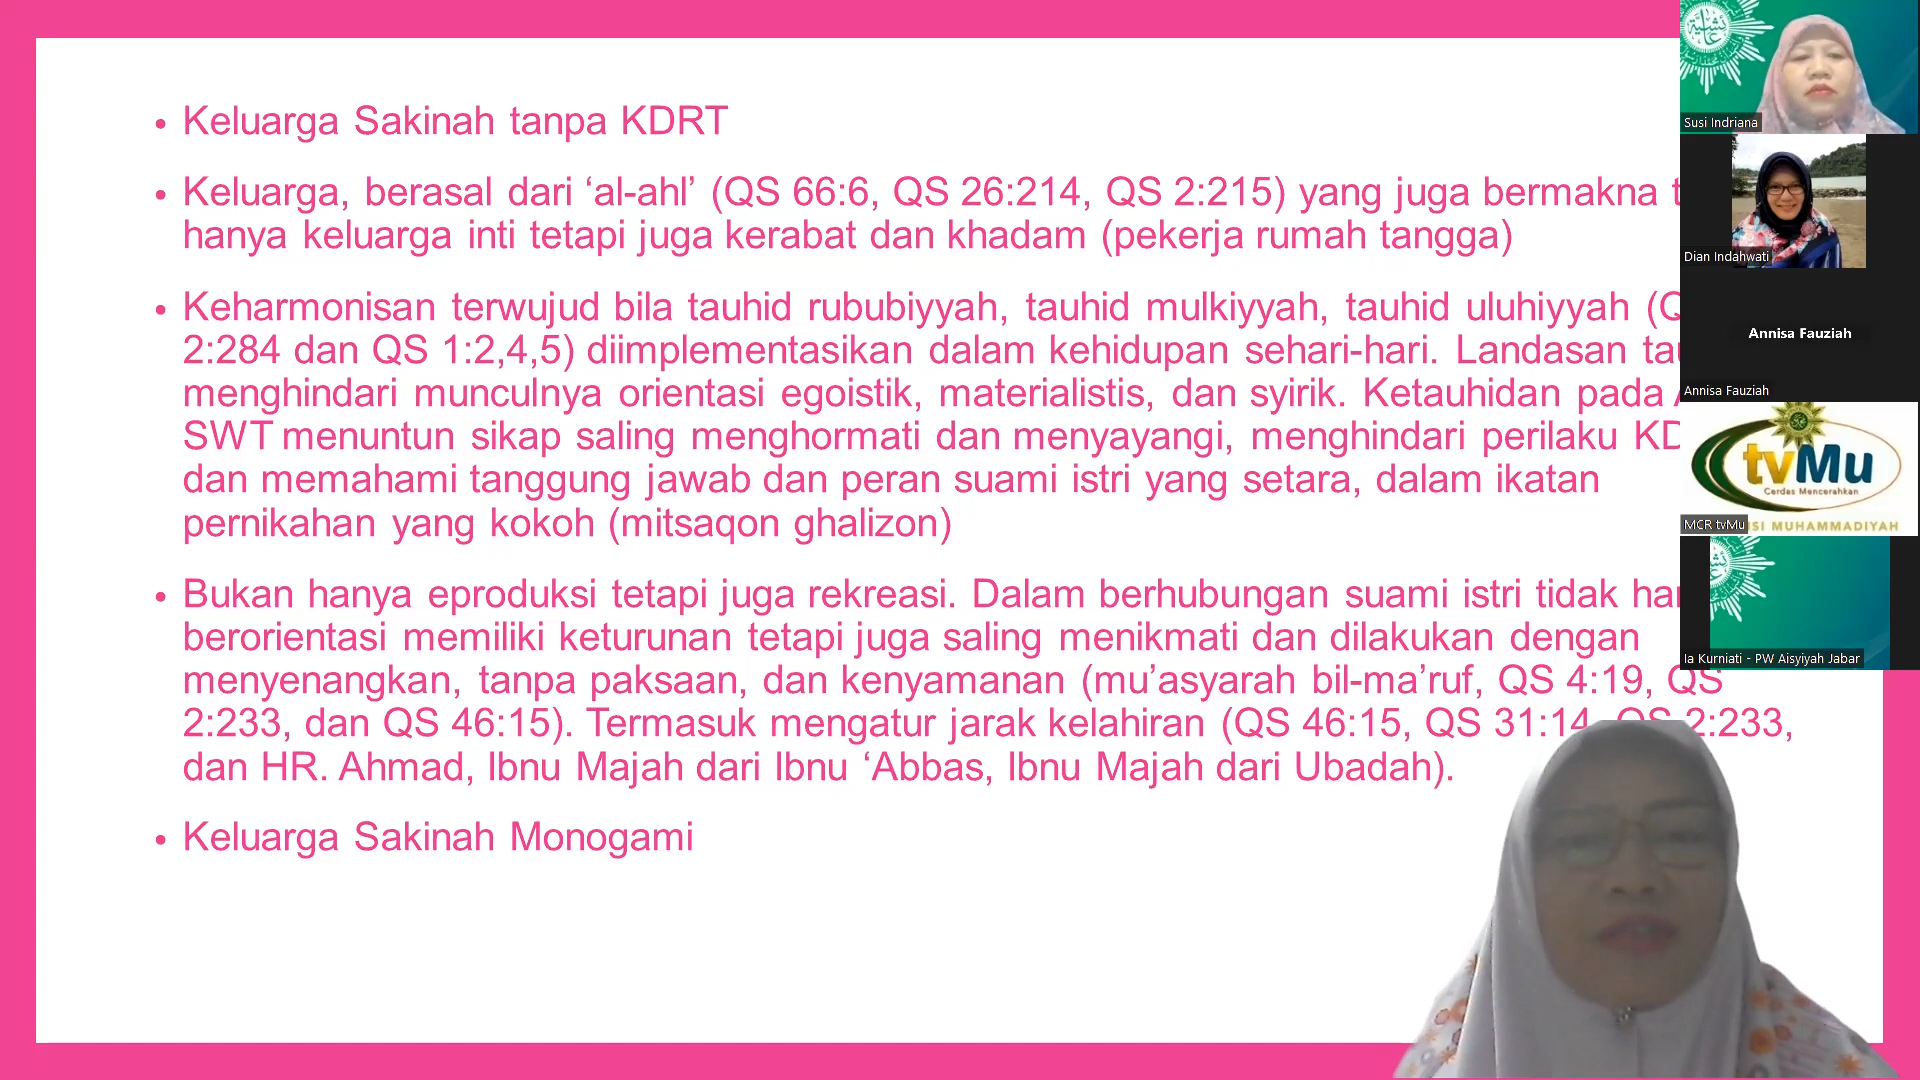 • Keluarga Sakinah tanpa KDRT
• Keluarga, berasal dari ‘al-ahl’ (QS 66:6, QS 26:214, QS 2:215) yang juga bermakna
hanya keluarga inti tetapi juga kerabat dan khadam (pekerja rumah tangga)
• Keharmonisan terwujud bila tauhid rububiyyah, tauhid mulkiyyah, tauhid uluhiyyah
2:284 dan QS 1:2,4,5) diimplementasikan dalam kehidupan sehari-hari. Landasan
menghindari munculnya orientasi egoistik, materialistis, dan syirik. Ketauhidan pada
SWT menuntun sikap saling menghormati dan menyayangi, menghindari perilaku
dan memahami tanggung jawab dan peran suami istri yang setara, dalam ikatan
pernikahan yang kokoh (mitsaqon ghalizon)
• Bukan hanya eproduksi tetapi juga rekreasi. Dalam berhubungan suami istri tidak
berorientasi memiliki keturunan tetapi juga saling menikmati dan dilakukan dengan
menyenangkan, tanpa paksaan, dan kenyamanan (mu’asyarah bil-ma’ruf, QS 4:19, QS
2:233, dan QS 46:15). Termasuk mengatur jarak kelahiran (QS 46:15, QS 31:14, QS 2:233,
dan HR. Ahmad, Ibnu Majah dari Ibnu ‘Abbas, Ibnu Majah dari Ubadah).
• Keluarga Sakinah Monogami
Susi Indriana
Dian Indahwati
Annisa Fauziah
Annisa Fauziah
tvMu
Cerdas Mencerahkan
MUHAMMADIYAH
MCR tvMu
Ia Kurniati - PW Aisyiyah Jabar